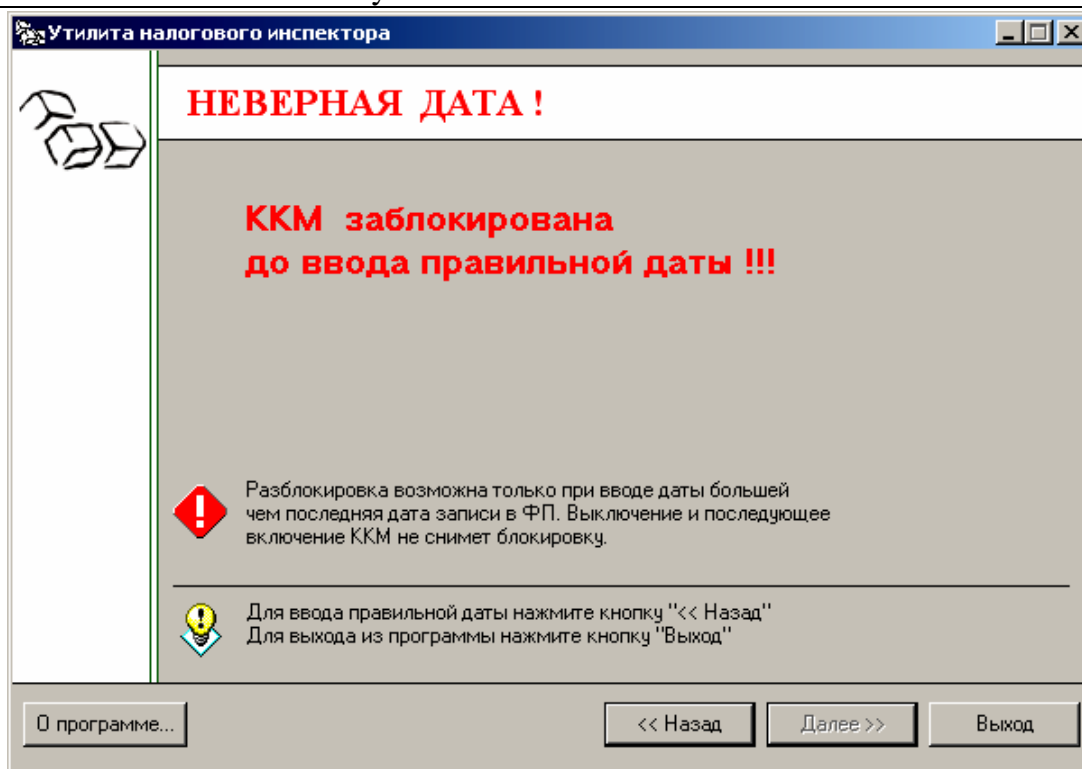 Утилита налогового инспектора
НЕВЕРНАЯ ДАТА !
ККМ заблокирована
до ввода правильной даты !!!
Разблокировка возможна только при вводе даты большей
чем последняя дата записи в ФП. Выключение и последующее
включение ККМ не снимет блокировку.
Для ввода правильной даты нажмите кнопку "<< Назад"
Для выхода из программы нажмите кнопку "Выход"
О программе...
<< Назад
Далее >>
Выход